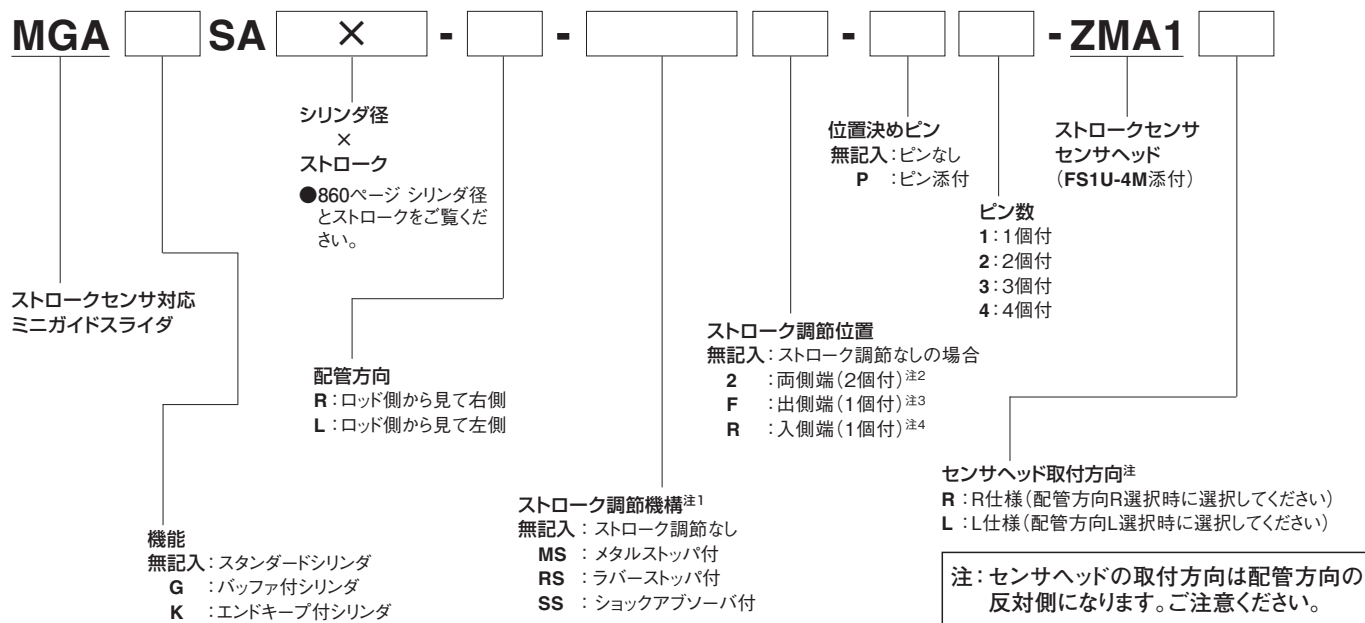 MGA SA × - - - - ZMA1
シリンダ径
×
ストローク
●860ページ シリンダ径
とストロークをご覧くだ
さい。
位置決めピン
無記入：ピンなし
P ：ピン添付
ストロークセンサ
センサヘッド
（FS1U-4M添付）
ピン数
1：1個付
2：2個付
3：3個付
4：4個付
ストロークセンサ対応
ミニガイドスライダ
ストローク調節位置
無記入：ストローク調節なしの場合
2 ：両側端（2個付）注2
F ：出側端（1個付）注3
R ：入側端（1個付）注4
配管方向
R：ロッド側から見て右側
L：ロッド側から見て左側
センサヘッド取付方向注
R：R仕様（配管方向R選択時に選択してください）
L：L仕様（配管方向L選択時に選択してください）
ストローク調節機構注1
無記入：ストローク調節なし
MS ：メタルストッパ付
RS ：ラバーストッパ付
SS ：ショックアブソーバ付
機能
無記入：スタンダードシリンダ
G ：バッファ付シリンダ
K ：エンドキープ付シリンダ
注：センサヘッドの取付方向は配管方向の
反対側になります。ご注意ください。